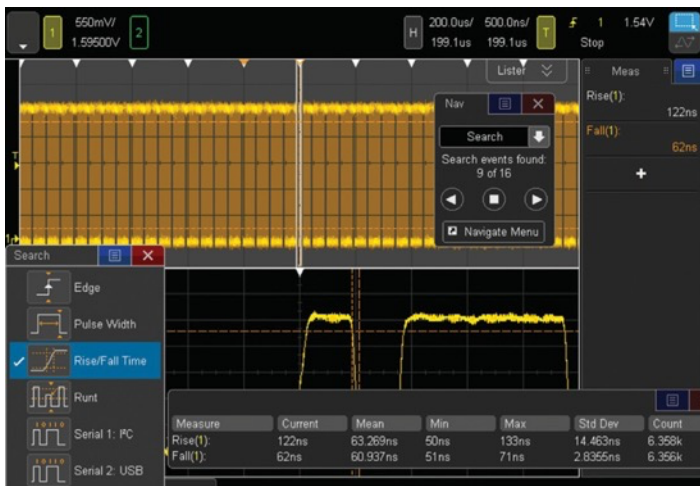 1 550mV/ 2 H 200.0us/ 500.0ns/ T 1 1.54V
1.59500V 199.1us 199.1us Stop
Lister
Meas
Rise(1):
122ns
Fall(1):
62ns
+
Nav
Search
Search events found:
9 of 16
Navigate Menu
T
Search
Edge
Pulse Width
Rise/Fall Time
Runt
Serial 1: I²C
Serial 2: USB
Measure Current Mean Min Max Std Dev Count
Rise(1): 122ns 63.269ns 50ns 133ns 14.463ns 6.358k
Fall(1): 62ns 60.937ns 51ns 71ns 2.8355ns 6.356k